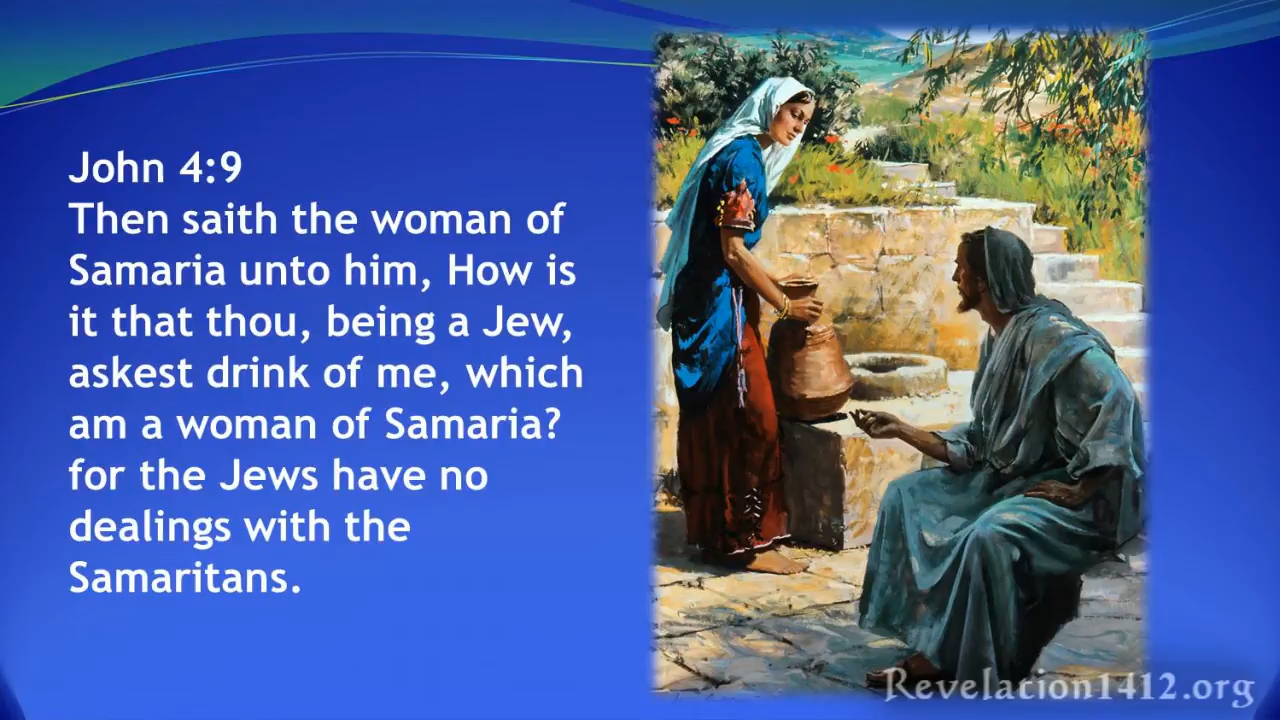 John 4:9
Then saith the woman of
Samaria unto him, How is
it that thou, being a Jew,
askest drink of me, which
am a woman of Samaria?
for the Jews have no
dealings with the
Samaritans.
Revelation1412.org